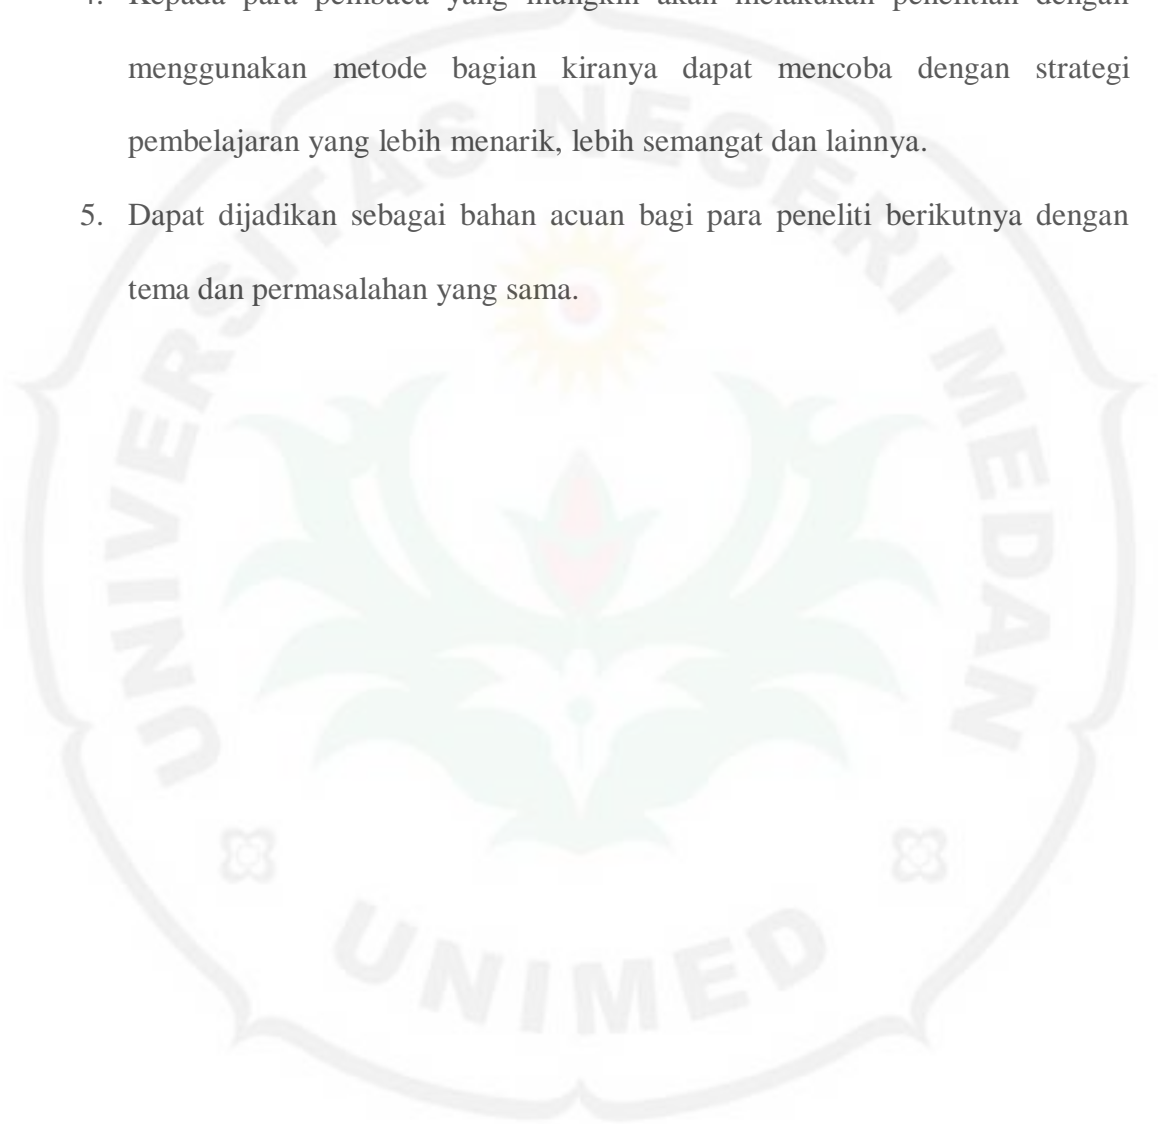 4. Kepada para pembaca yang mungkin akan melakukan penelitian dengan
menggunakan metode bagian kiranya dapat mencoba dengan strategi
pembelajaran yang lebih menarik, lebih semangat dan lainnya.
5. Dapat dijadikan sebagai bahan acuan bagi para peneliti berikutnya dengan
tema dan permasalahan yang sama.
UNIVERSITAS NEGERI MEDAN
UNIMED